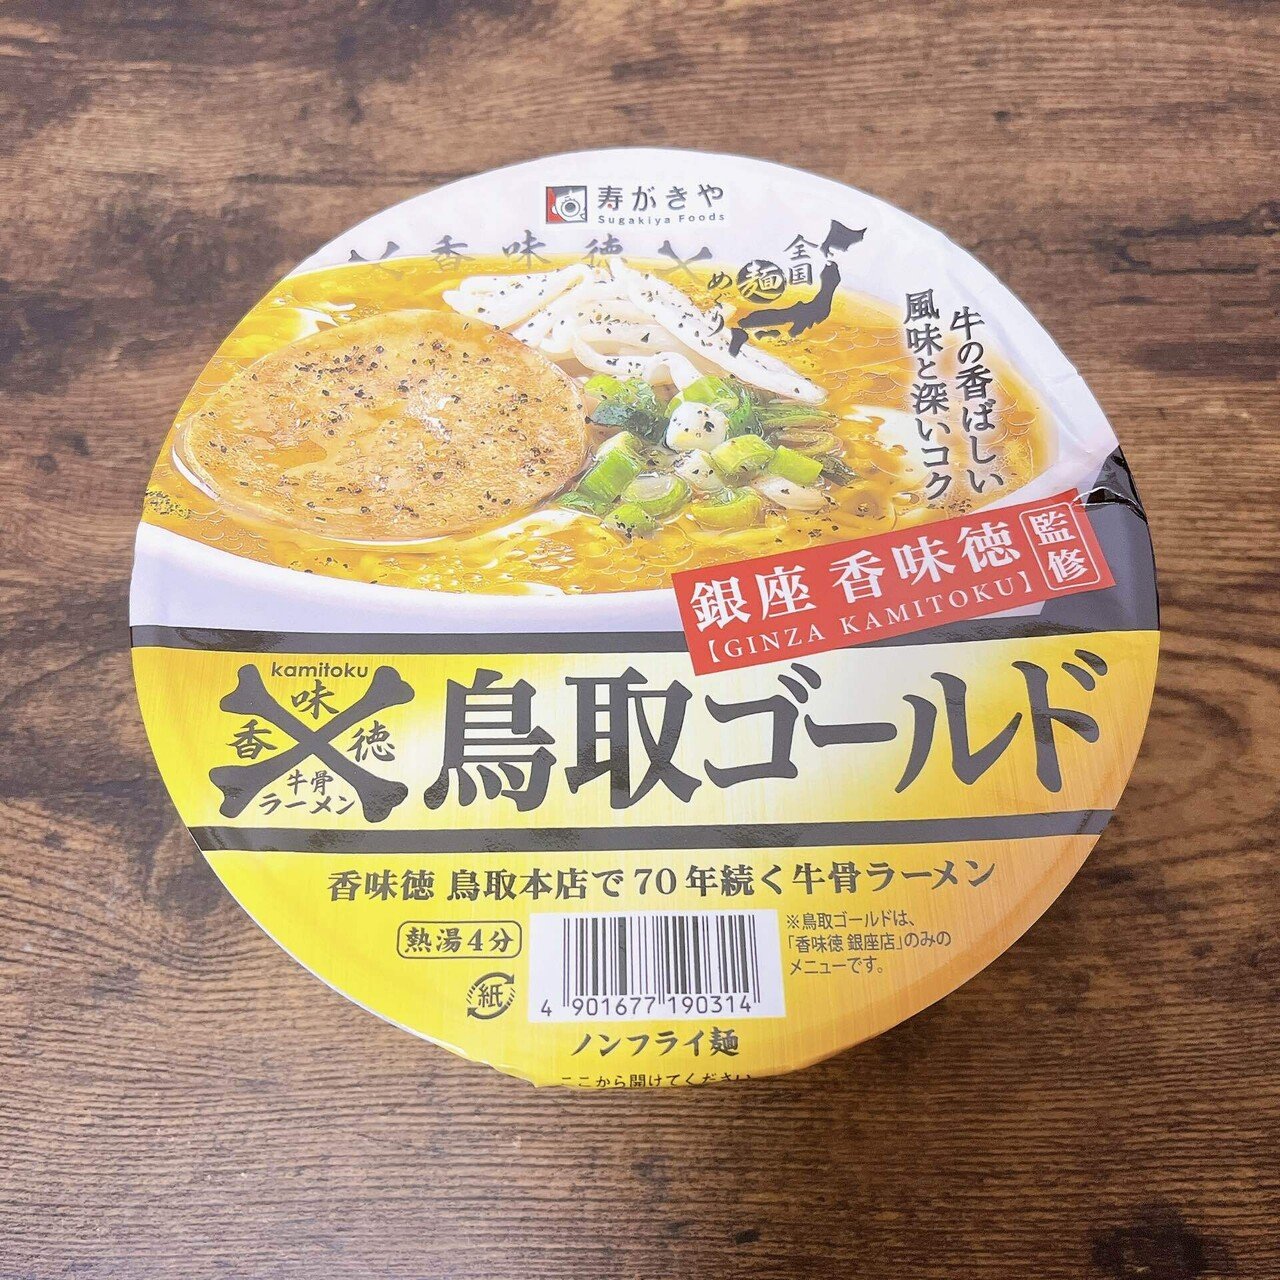 寿がきや
Sugakiya Foods
香味徳
全国
麺
めぐり
牛の香ばしい
風味と深いコク
銀座 香味徳 監修
【GINZA KAMITOKU】
kamitoku
香味徳
牛骨
ラーメン
鳥取ゴールド
香味徳 鳥取本店で70年続く牛骨ラーメン
熱湯4分
※鳥取ゴールドは、
「香味徳 銀座店」のみの
メニューです。
紙
4 901677 190314
ノンフライ麺
ここから開けてください